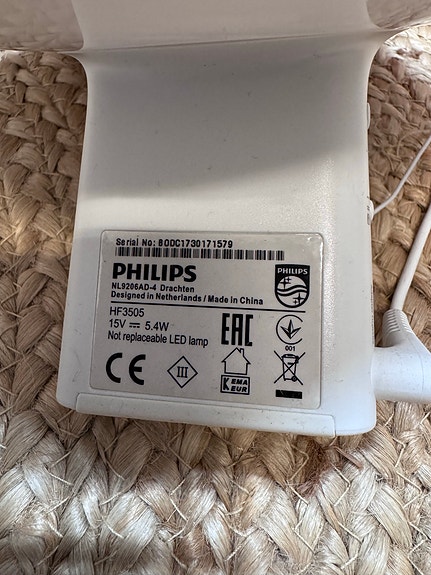 Serial No: BODC1730171579
PHILIPS
NL9206AD-4 Drachten
Designed in Netherlands / Made in China
PHILIPS
HF3505
15V ⎓ 5.4W
Not replaceable LED lamp
EAC
001
CE
III
KEMA
EUR